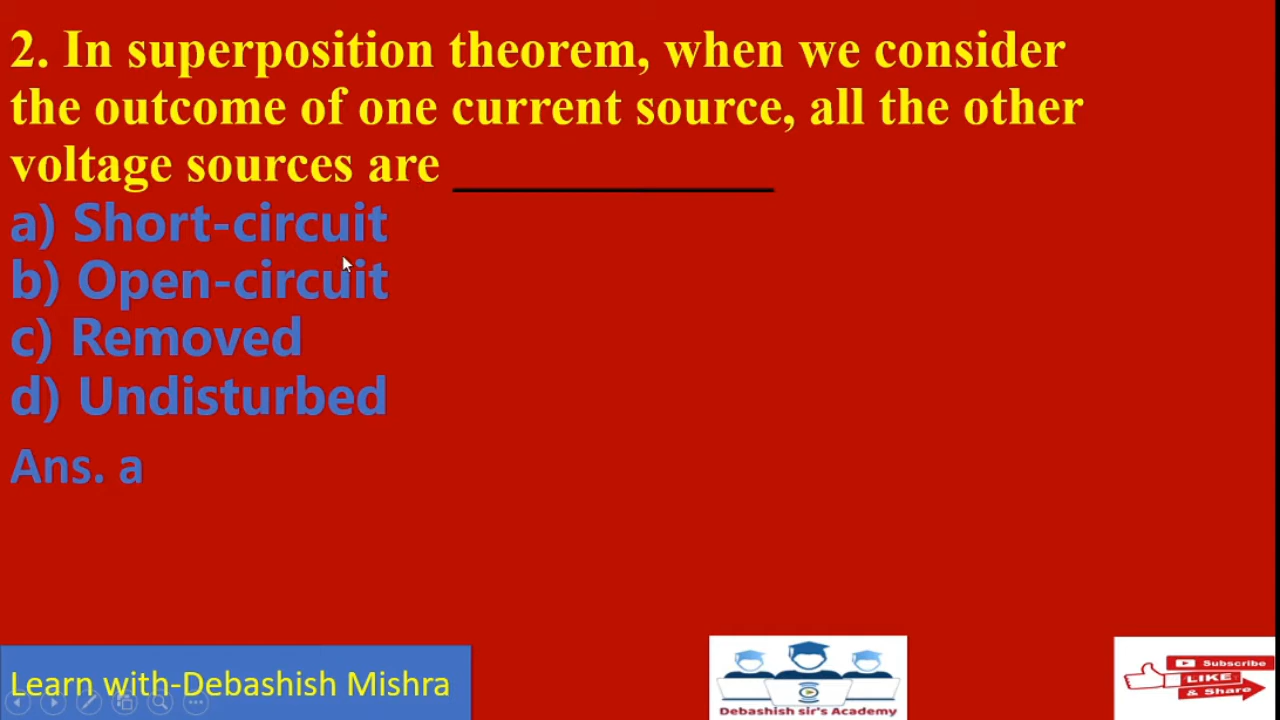 2. In superposition theorem, when we consider
the outcome of one current source, all the other
voltage sources are ____________
a) Short-circuit
b) Open-circuit
c) Removed
d) Undisturbed
Ans. a
Learn with-Debashish Mishra
Debashish sir's Academy
Subscribe
LIKE
& Share